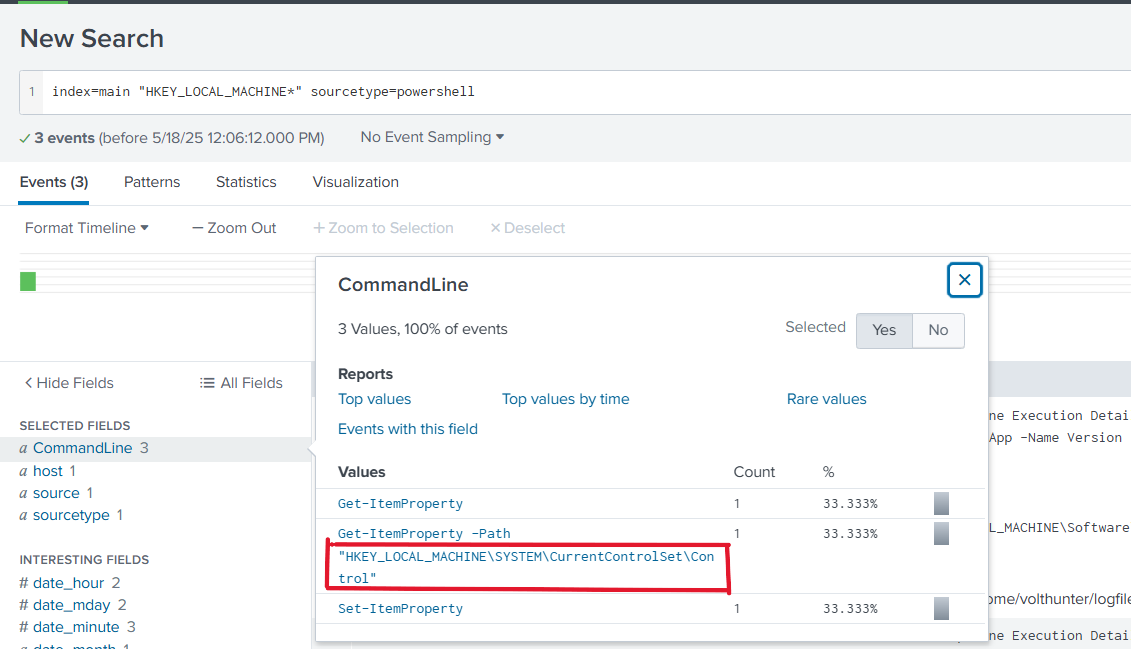 New Search
1 index=main "HKEY_LOCAL_MACHINE*" sourcetype=powershell
3 events (before 5/18/25 12:06:12.000 PM) No Event Sampling
Events (3) Patterns Statistics Visualization
Format Timeline — Zoom Out + Zoom to Selection × Deselect
CommandLine
3 Values, 100% of events Selected Yes No
Reports
Top values Top values by time Rare values
Events with this field
Values Count %
Get-ItemProperty 1 33.333%
Get-ItemProperty -Path 1 33.333%
"HKEY_LOCAL_MACHINE\SYSTEM\CurrentControlSet\Con
trol"
Set-ItemProperty 1 33.333%
< Hide Fields All Fields
SELECTED FIELDS
a CommandLine 3
a host 1
a source 1
a sourcetype 1
INTERESTING FIELDS
# date_hour 2
# date_mday 2
# date_minute 3
a date_month 1
ne Execution Detai
App -Name Version
L_MACHINE\Software
ome/volthunter/logfile
ne Execution Detai